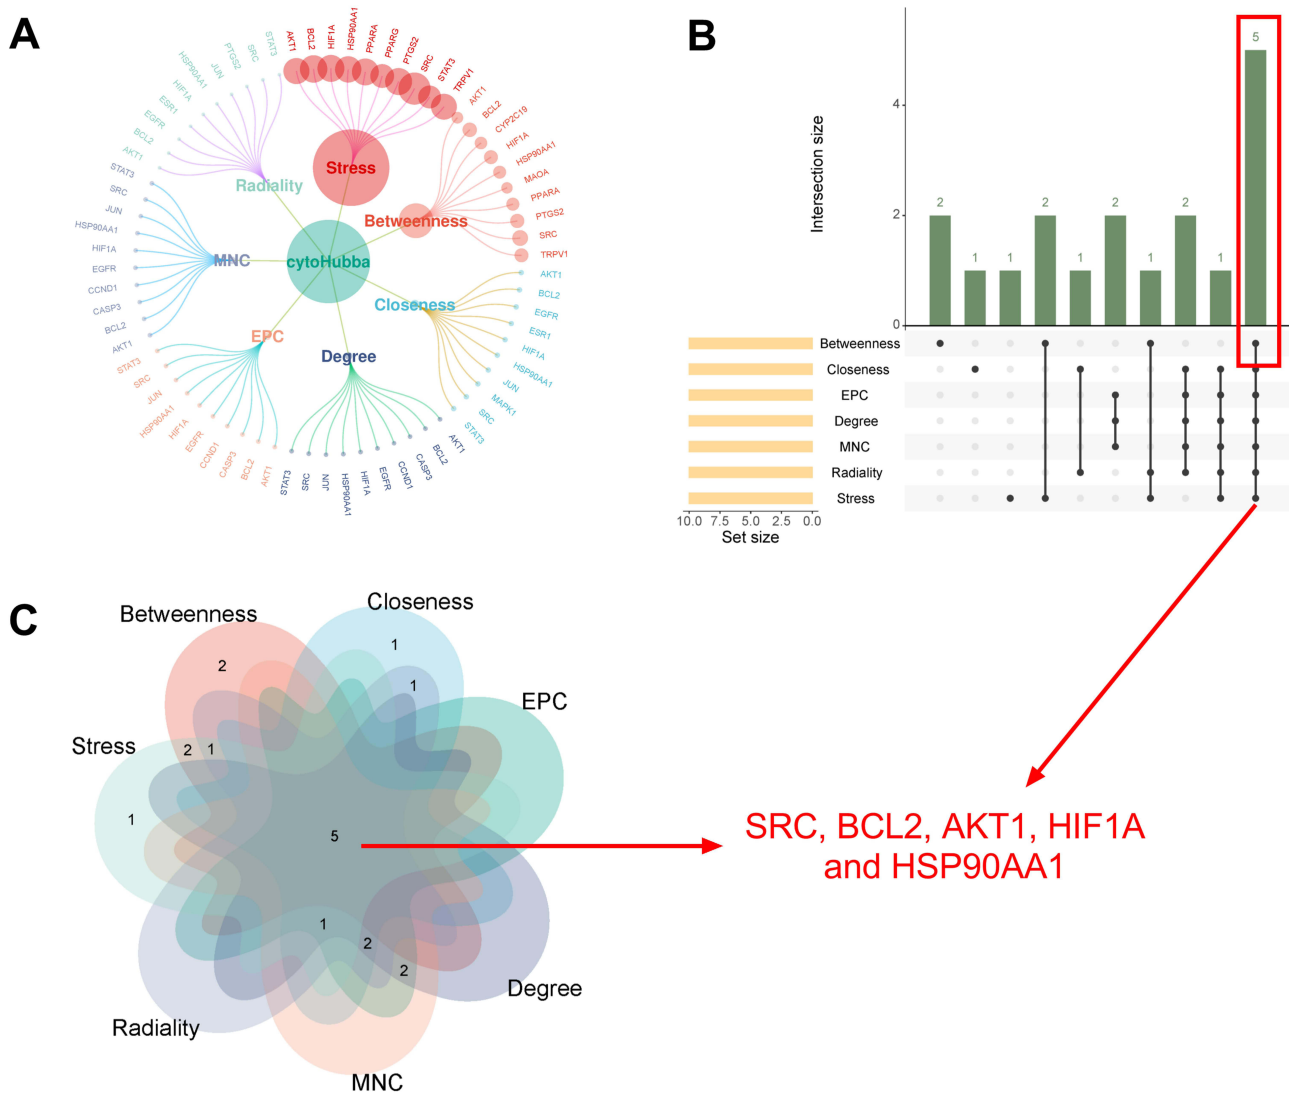 A
STAT3
SRC
PTGS2
JUN
HSP90AA1
HIF1A
ESR1
EGFR
BCL2
AKT1
AKT1
BCL2
HIF1A
HSP90AA1
PPARA
PPARG
PTGS2
SRC
STAT3
TRPV1
AKT1
BCL2
CYP2C19
HIF1A
HSP90AA1
MAOA
PPARA
PTGS2
SRC
TRPV1
AKT1
BCL2
EGFR
ESR1
HIF1A
HSP90AA1
JUN
MAPK1
SRC
STAT3
AKT1
BCL2
CASP3
CCND1
EGFR
HIF1A
HSP90AA1
JUN
SRC
STAT3
AKT1
BCL2
CASP3
CCND1
EGFR
HIF1A
HSP90AA1
JUN
SRC
STAT3
AKT1
BCL2
CASP3
CCND1
EGFR
HIF1A
HSP90AA1
JUN
SRC
STAT3
Stress
Radiality
Betweenness
MNC
cytoHubba
Closeness
EPC
Degree
B
Intersection size
4
2
0
2
1
1
2
1
2
1
2
1
5
Betweenness
Closeness
EPC
Degree
MNC
Radiality
Stress
10.0 7.5 5.0 2.5 0.0
Set size
C
Betweenness
Closeness
EPC
Stress
Degree
Radiality
MNC
1
2
1
2
1
1
5
1
2
2
SRC, BCL2, AKT1, HIF1A
and HSP90AA1